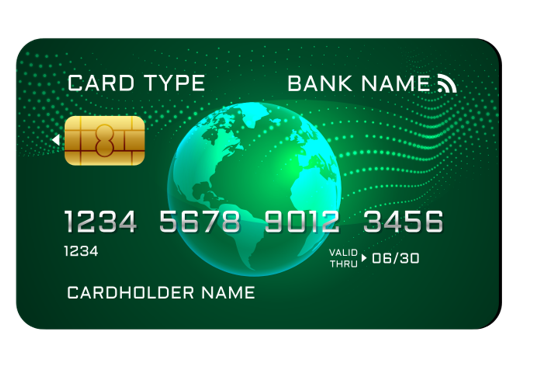 CARD TYPE
BANK NAME
1234 5678 9012 3456
1234
VALID THRU 06/30
CARDHOLDER NAME